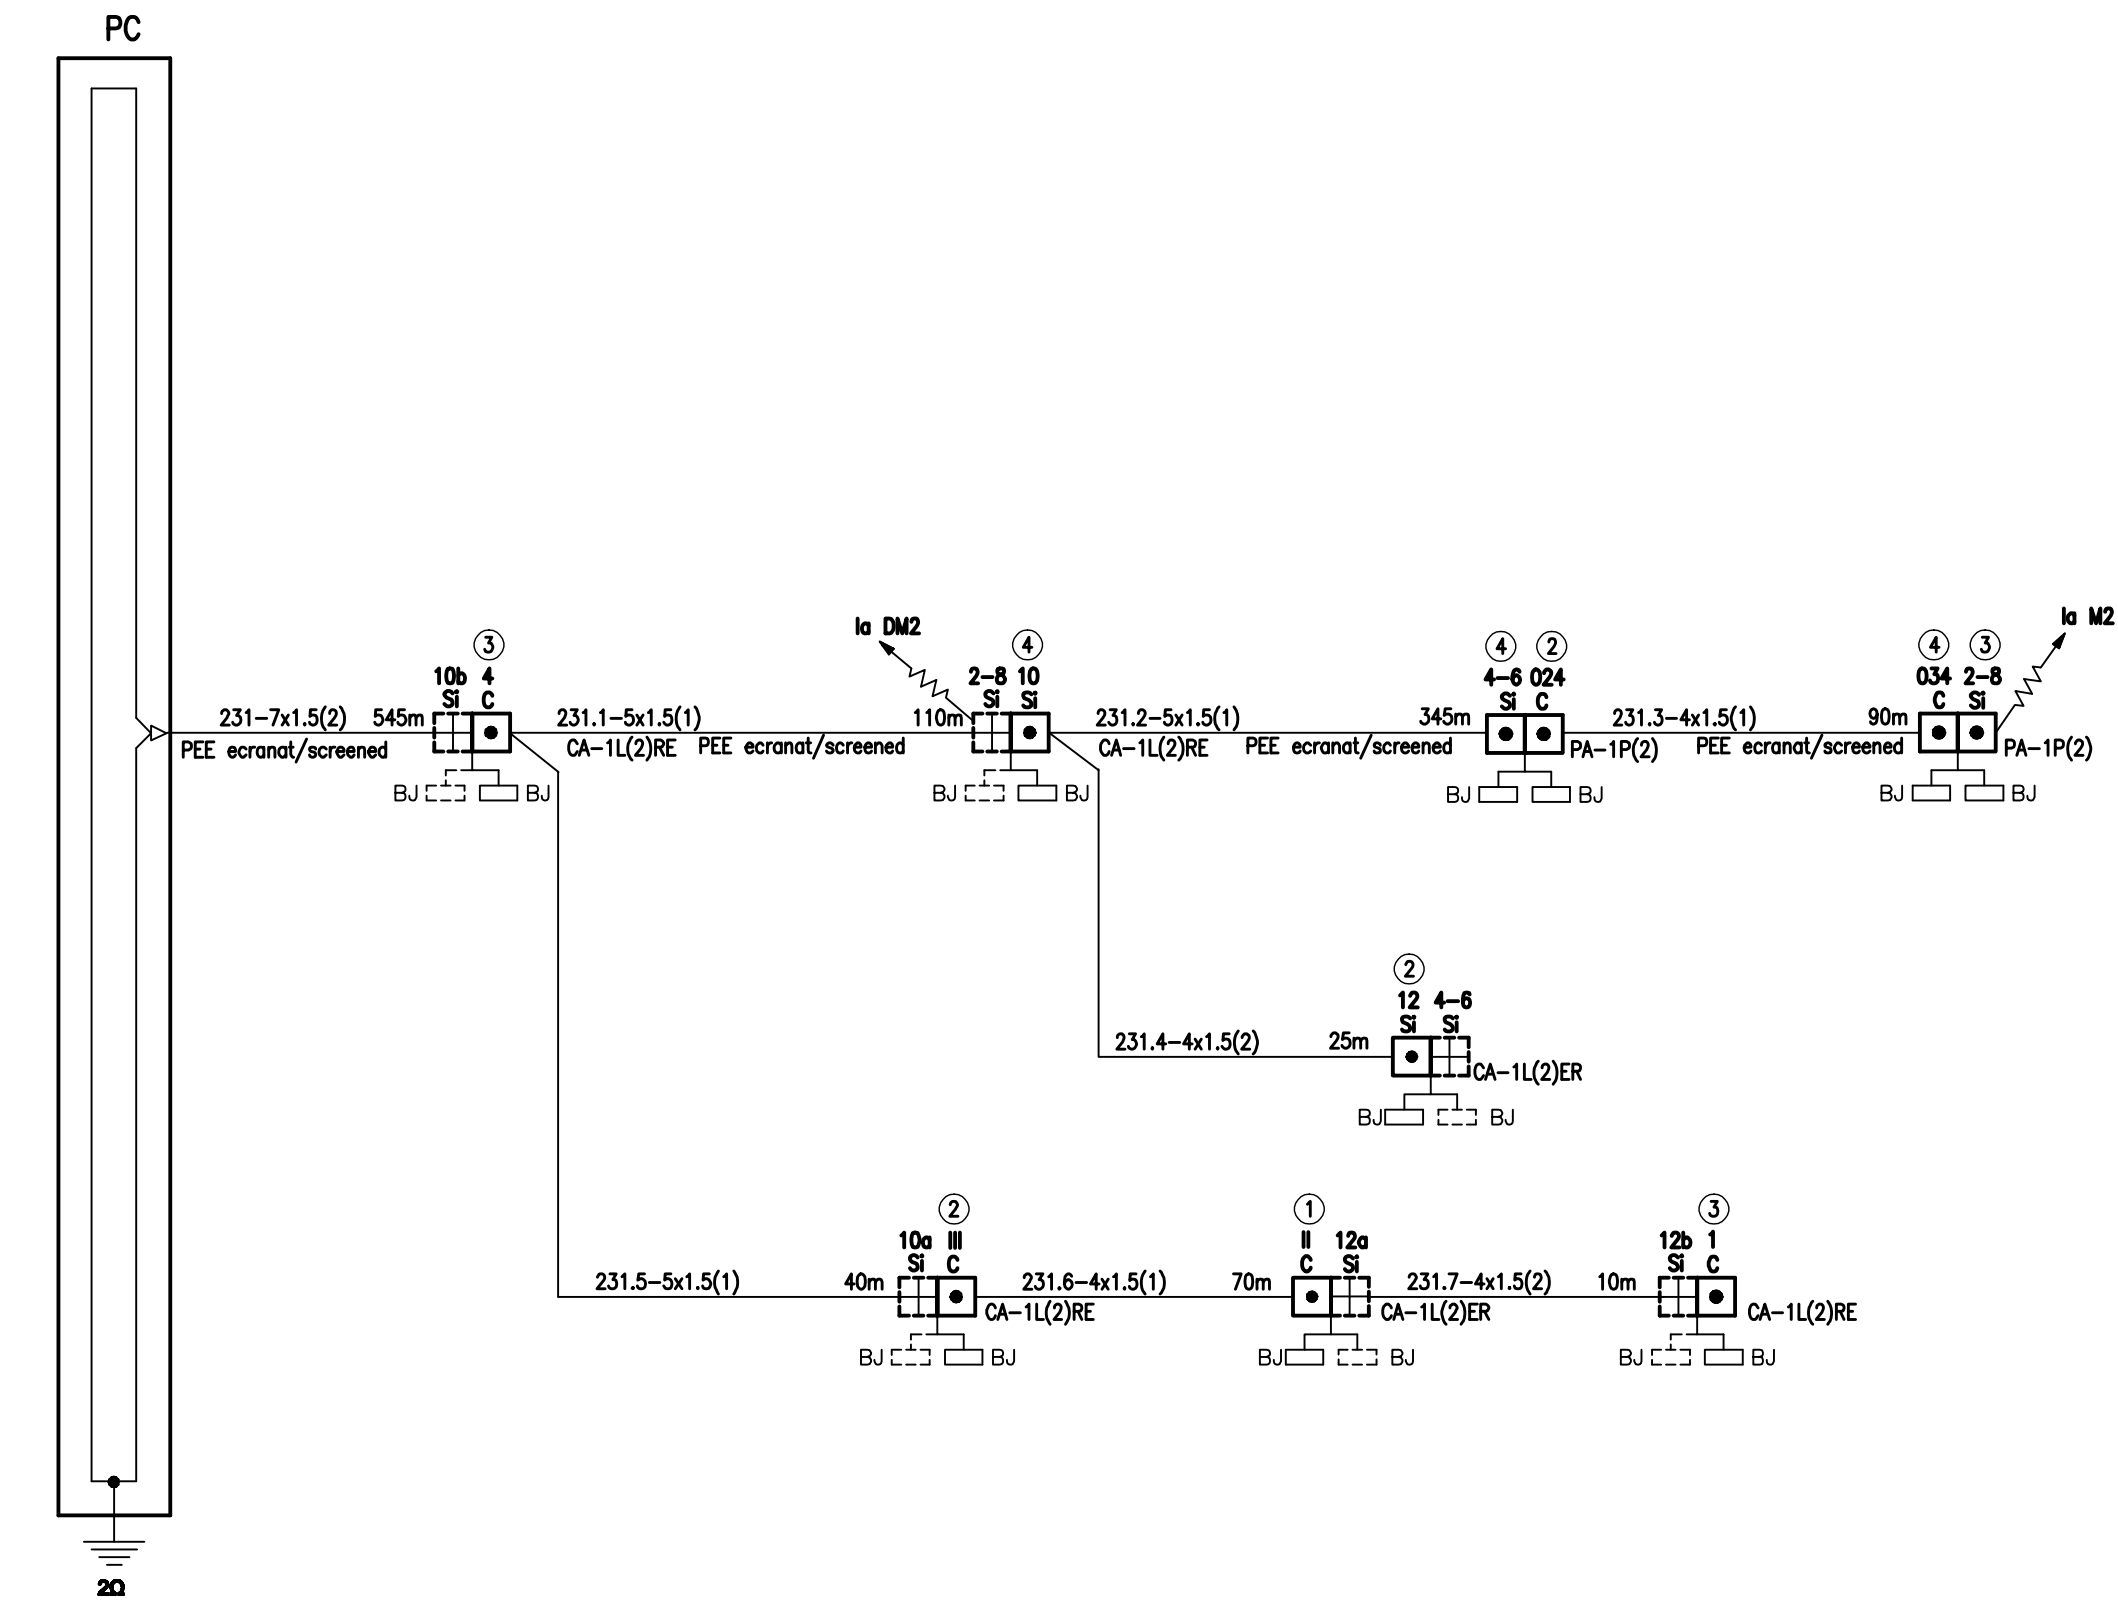 PC
Ia DM2
Ia M2
3
4
4
2
4
3
10b 4
2-8 10
4-6 024
034 2-8
Si C
Si Si
Si C
C Si
231-7x1.5(2) 545m
231.1-5x1.5(1) 110m
231.2-5x1.5(1) 345m
231.3-4x1.5(1) 90m
PEE ecranat/screened
CA-1L(2)RE PEE ecranat/screened
CA-1L(2)RE PEE ecranat/screened
PA-1P(2) PEE ecranat/screened
PA-1P(2)
BJ BJ
BJ BJ
BJ BJ
BJ BJ
2
12 4-6
Si Si
231.4-4x1.5(2) 25m
CA-1L(2)ER
BJ BJ
2
1
3
10a III
II 12a
12b 1
Si C
C Si
Si C
231.5-5x1.5(1) 40m
231.6-4x1.5(1) 70m
231.7-4x1.5(2) 10m
CA-1L(2)RE
CA-1L(2)ER
CA-1L(2)RE
BJ BJ
BJ BJ
BJ BJ
2Ω